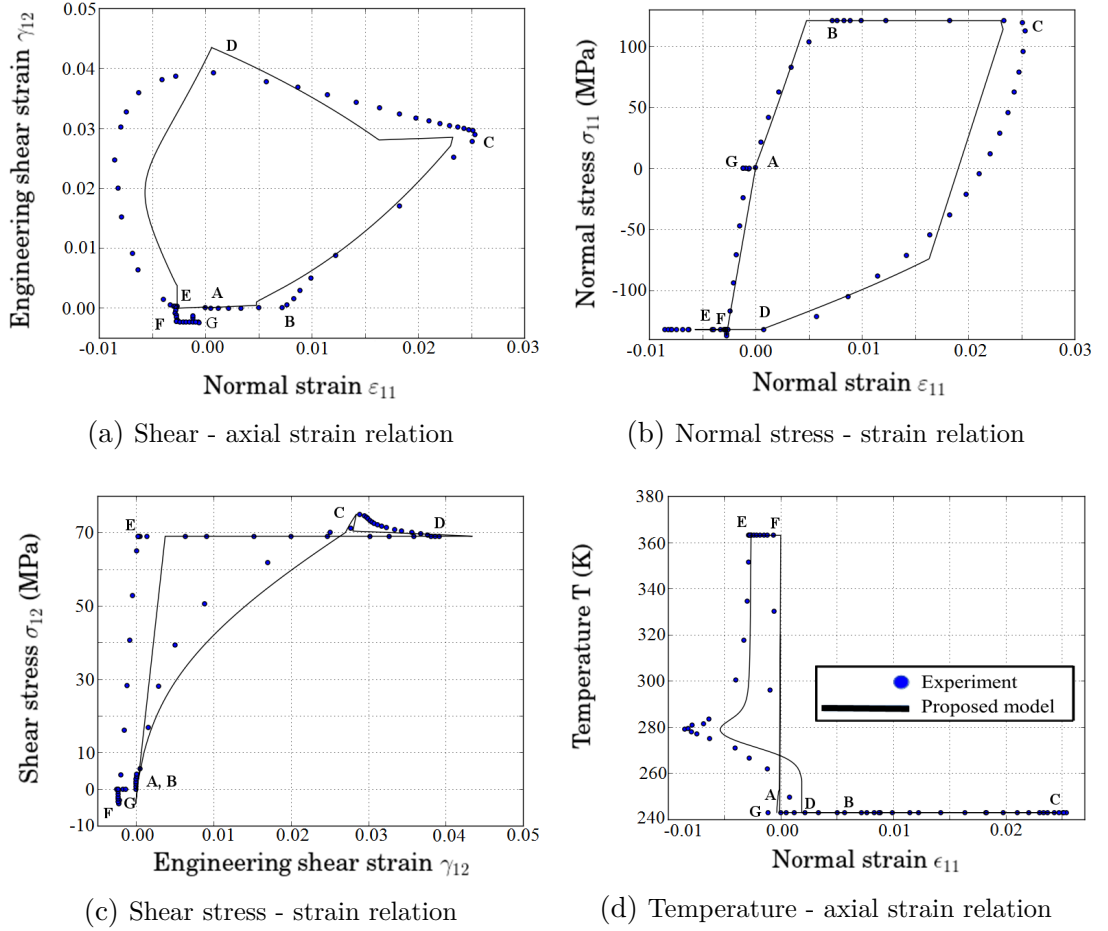 0.05
0.04
0.03
0.02
0.01
0.00
-0.01
0.00
0.01
0.02
0.03
D
C
E
A
F
G
B
Engineering shear strain γ12
Normal strain ε11
(a) Shear - axial strain relation
100
50
0
-50
-100
-0.01
0.00
0.01
0.02
0.03
B
C
G
A
E
F
D
Normal stress σ11 (MPa)
Normal strain ε11
(b) Normal stress - strain relation
70
50
30
10
0
-10
0.00
0.01
0.02
0.03
0.04
0.05
E
C
D
A, B
F
G
Shear stress σ12 (MPa)
Engineering shear strain γ12
(c) Shear stress - strain relation
380
360
340
320
300
280
260
240
-0.01
0.00
0.01
0.02
E
F
A
G
D
B
C
Experiment
Proposed model
Temperature T (K)
Normal strain ϵ11
(d) Temperature - axial strain relation